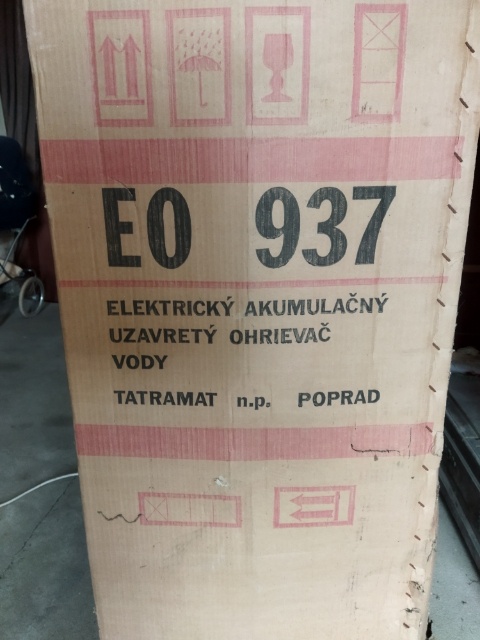 EO 937
ELEKTRICKÝ AKUMULAČNÝ
UZAVRETÝ OHRIEVAČ
VODY
TATRAMAT n.p. POPRAD